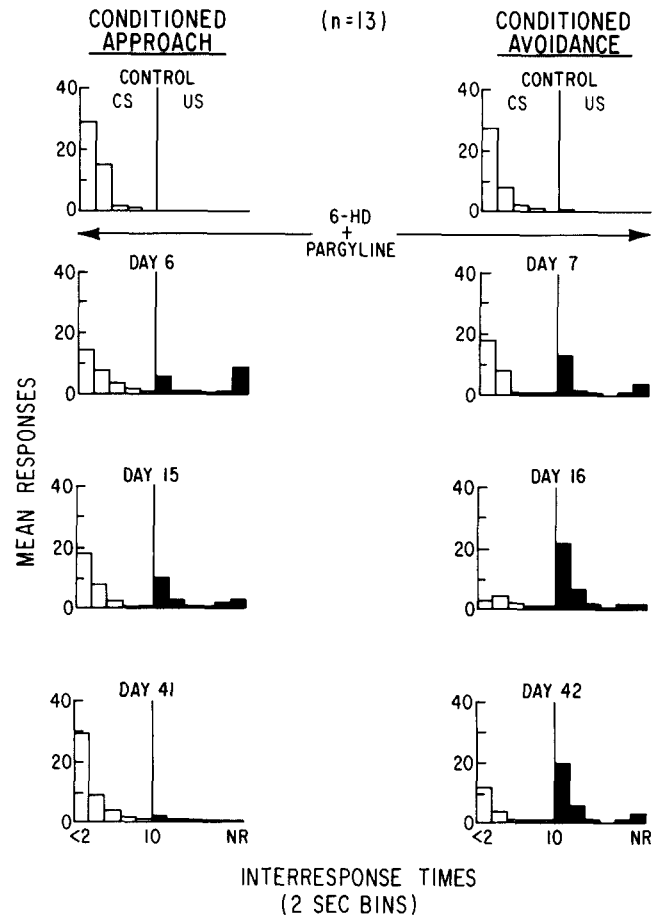 CONDITIONED APPROACH
(n=13)
CONDITIONED AVOIDANCE
CONTROL
CS US
40
20
0
CONTROL
CS US
40
20
0
6-HD
+
PARGYLINE
DAY 6
40
20
0
DAY 7
40
20
0
DAY 15
40
20
0
DAY 16
40
20
0
DAY 41
40
20
0
<2 10 NR
DAY 42
40
20
0
<2 10 NR
MEAN RESPONSES
INTERRESPONSE TIMES
(2 SEC BINS)